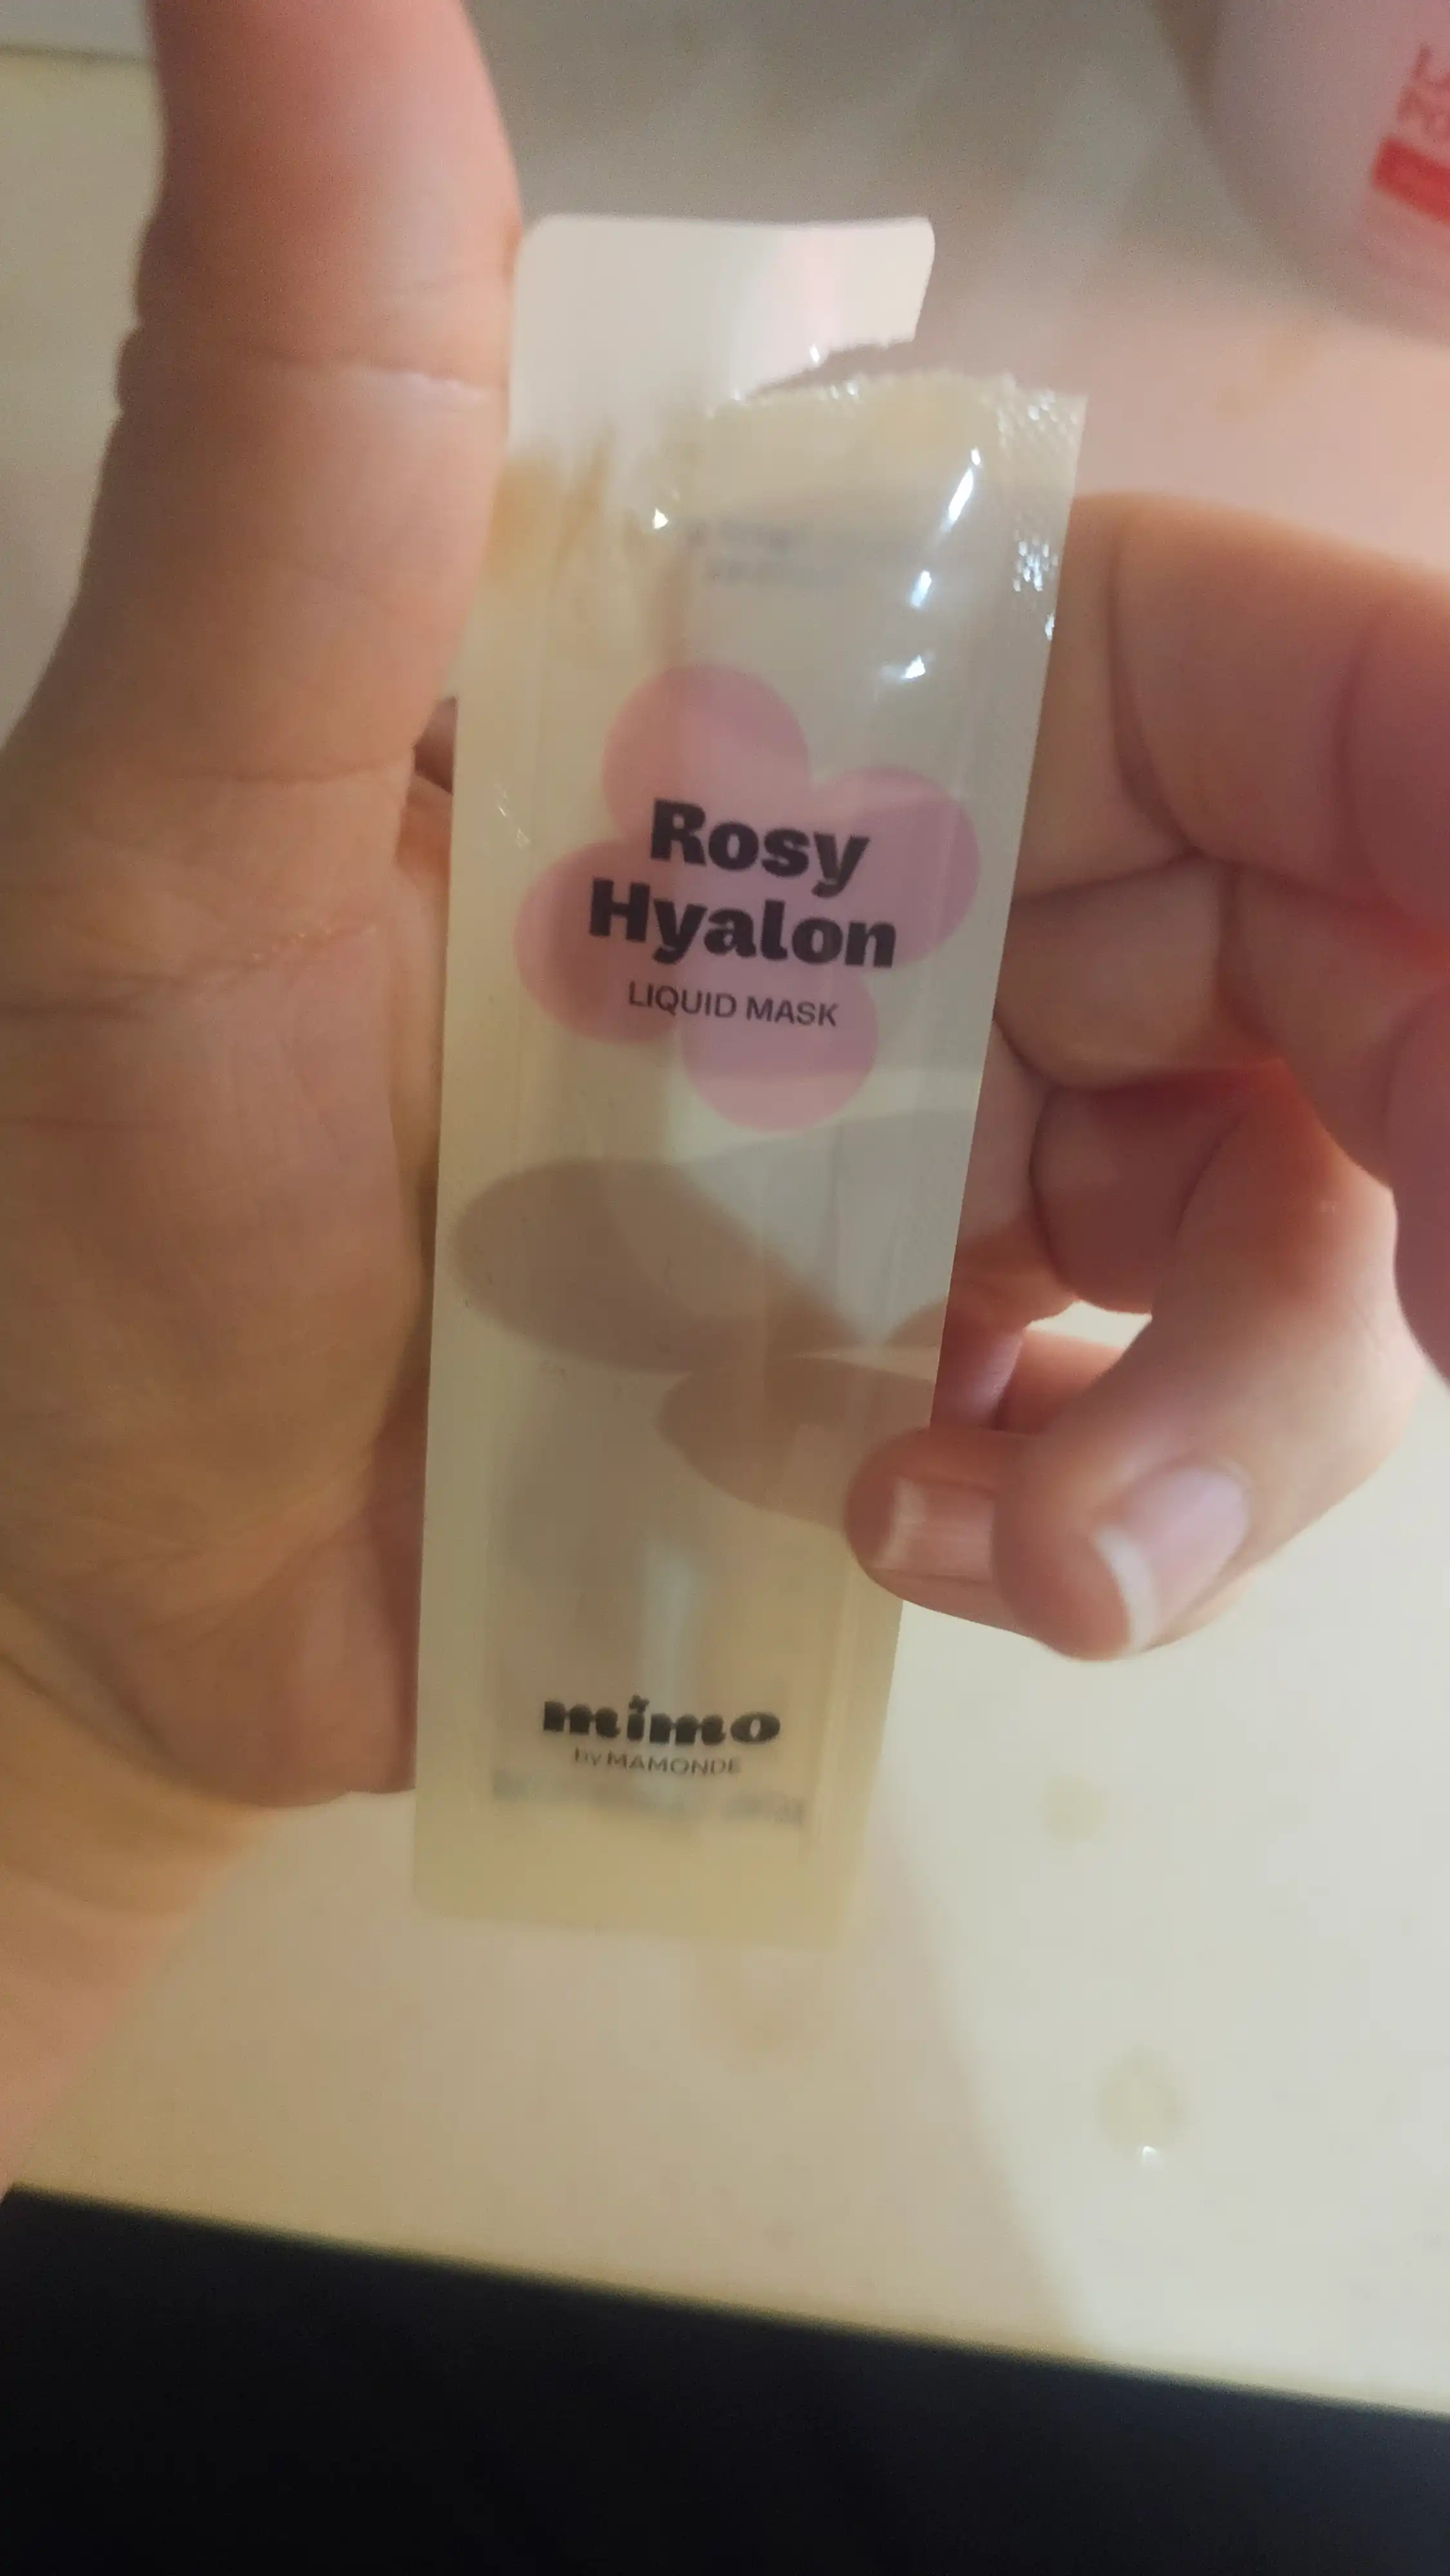 Rosy
Hyalon
LIQUID MASK
mimo
by MAMONDE